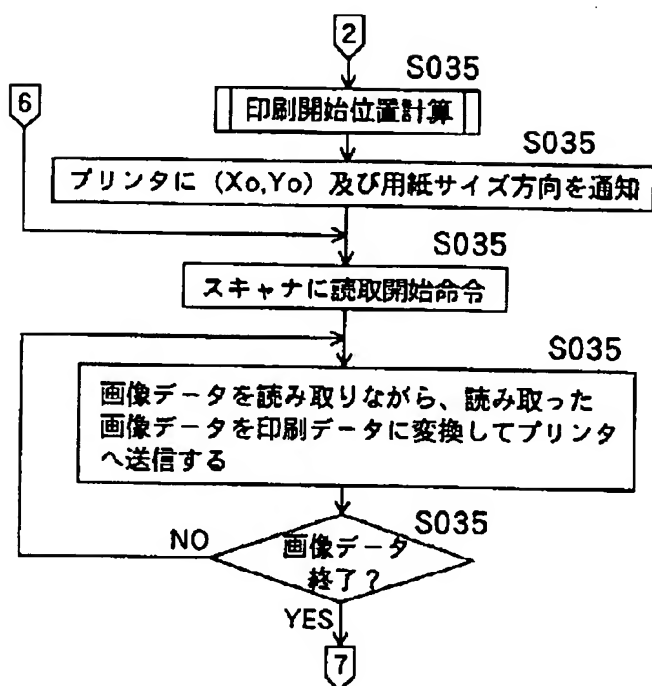 2
S035
6
印刷開始位置計算
S035
プリンタに(Xo,Yo)及び用紙サイズ方向を通知
S035
スキャナに読取開始命令
S035
画像データを読み取りながら、読み取った
画像データを印刷データに変換してプリンタ
へ送信する
S035
NO
画像データ
終了?
YES
7